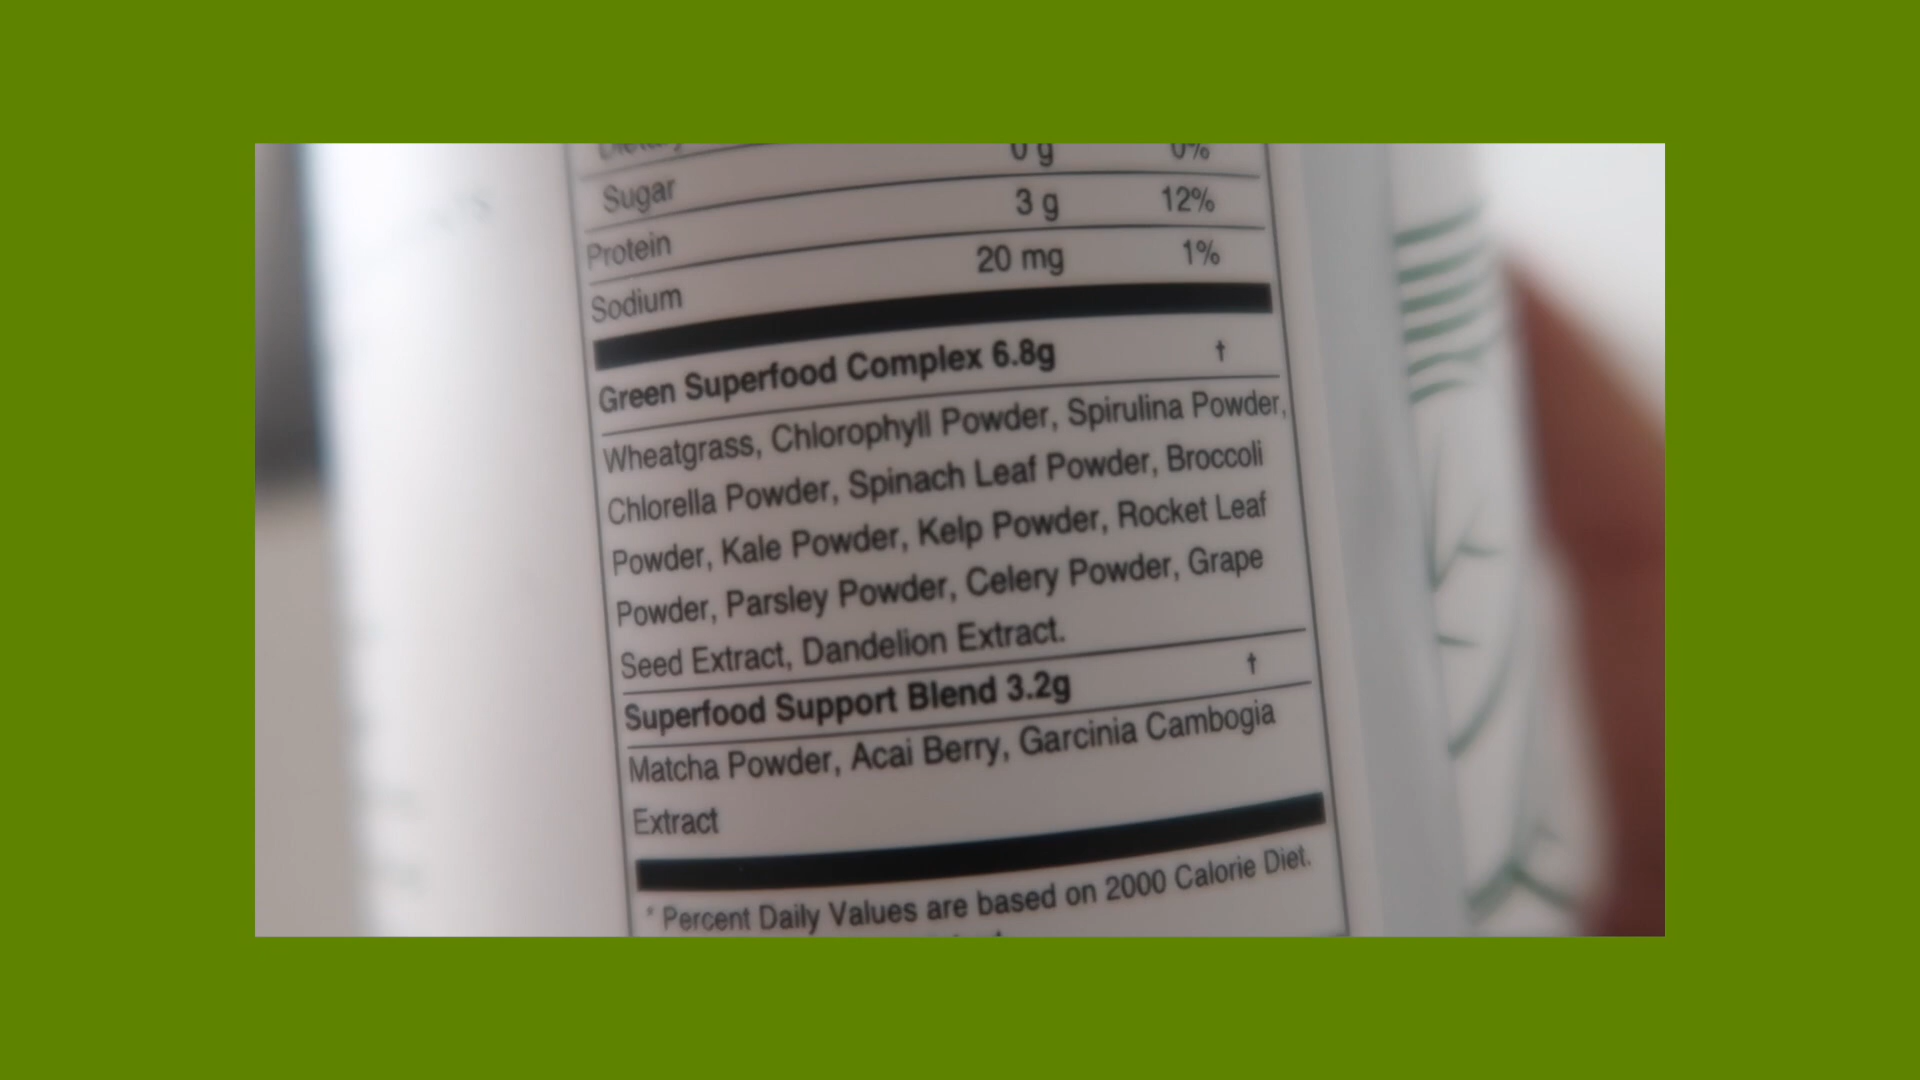 Sugar 0 g 0%
Protein 3 g 12%
Sodium 20 mg 1%
Green Superfood Complex 6.8g †
Wheatgrass, Chlorophyll Powder, Spirulina Powder,
Chlorella Powder, Spinach Leaf Powder, Broccoli
Powder, Kale Powder, Kelp Powder, Rocket Leaf
Powder, Parsley Powder, Celery Powder, Grape
Seed Extract, Dandelion Extract.
Superfood Support Blend 3.2g †
Matcha Powder, Acai Berry, Garcinia Cambogia
Extract
* Percent Daily Values are based on 2000 Calorie Diet.